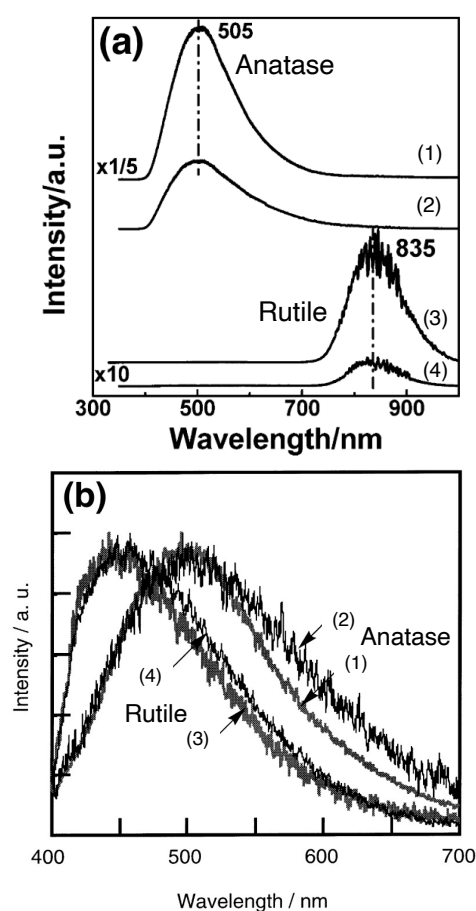 (a)
505
Anatase
(1)
x1/5
(2)
835
Rutile
(3)
x10
(4)
Intensity/a.u.
300 500 700 900
Wavelength/nm
(b)
(2)
Anatase
(1)
(4)
Rutile
(3)
Intensity / a. u.
400 500 600 700
Wavelength / nm